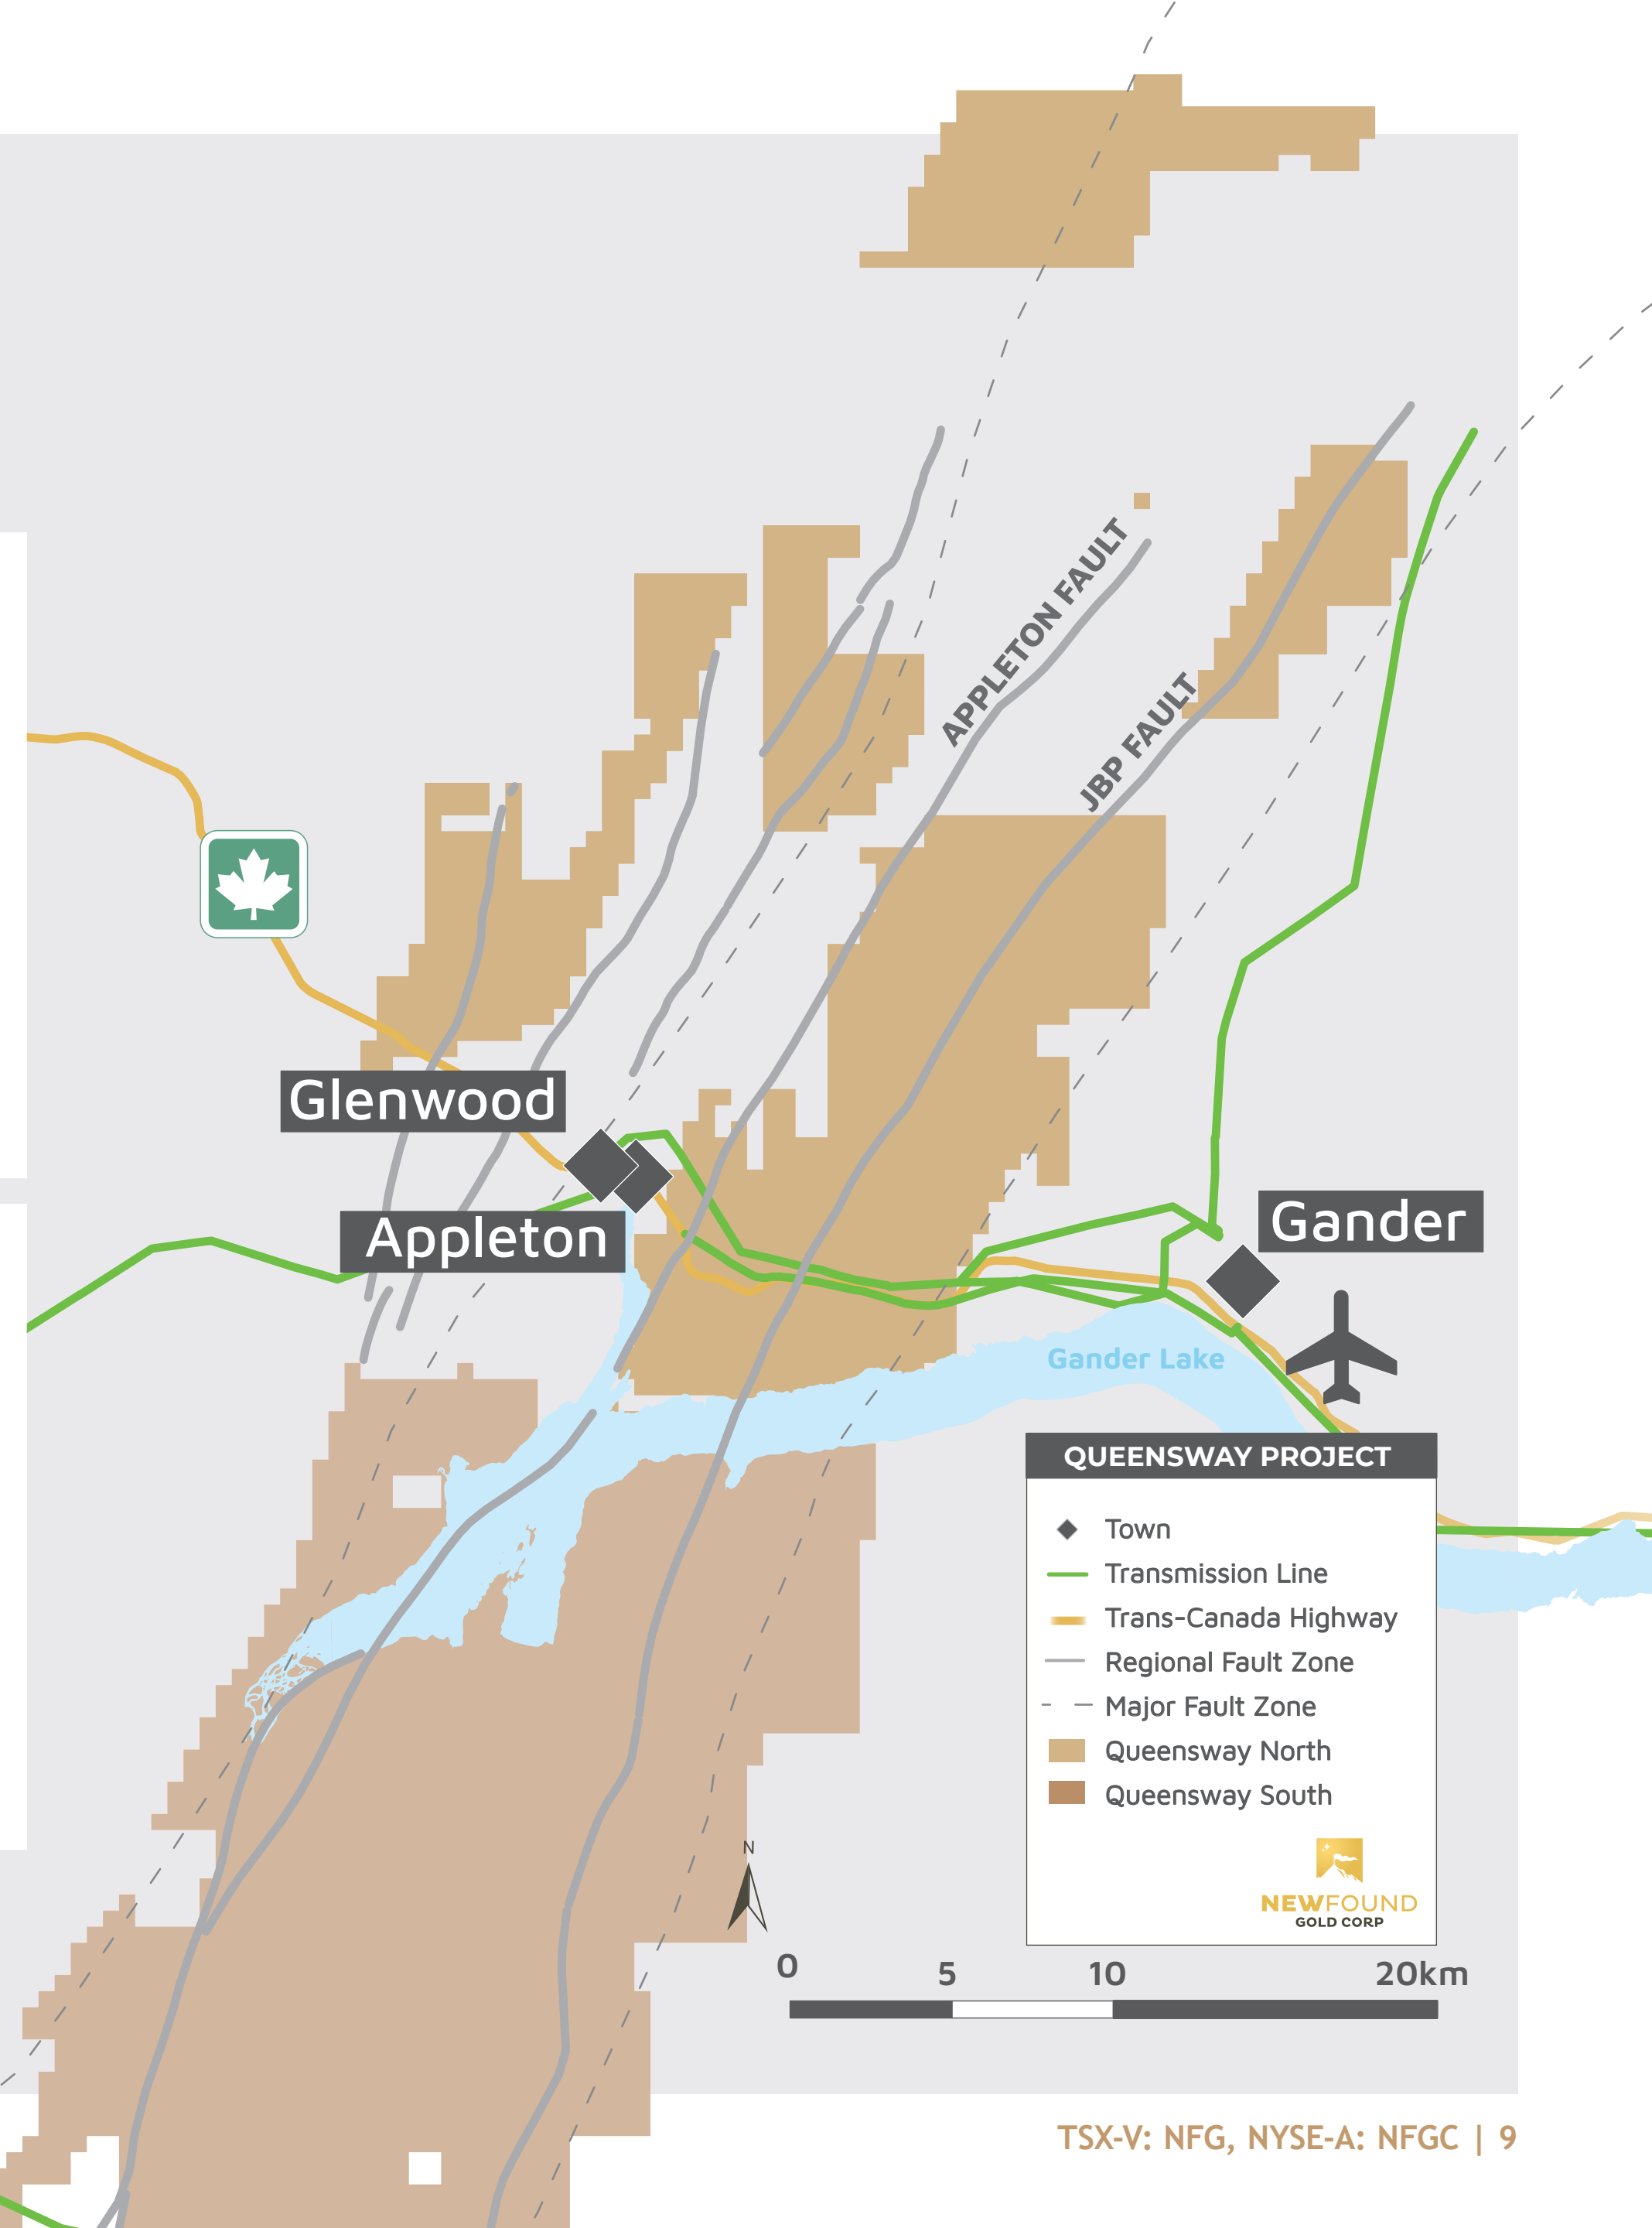 APPLETON FAULT
JBP FAULT
Glenwood
Appleton
Gander
Gander Lake
QUEENSWAY PROJECT
Town
Transmission Line
Trans-Canada Highway
Regional Fault Zone
Major Fault Zone
Queensway North
Queensway South
N
NEWFOUND
GOLD CORP
0 5 10 20km
TSX-V: NFG, NYSE-A: NFGC | 9